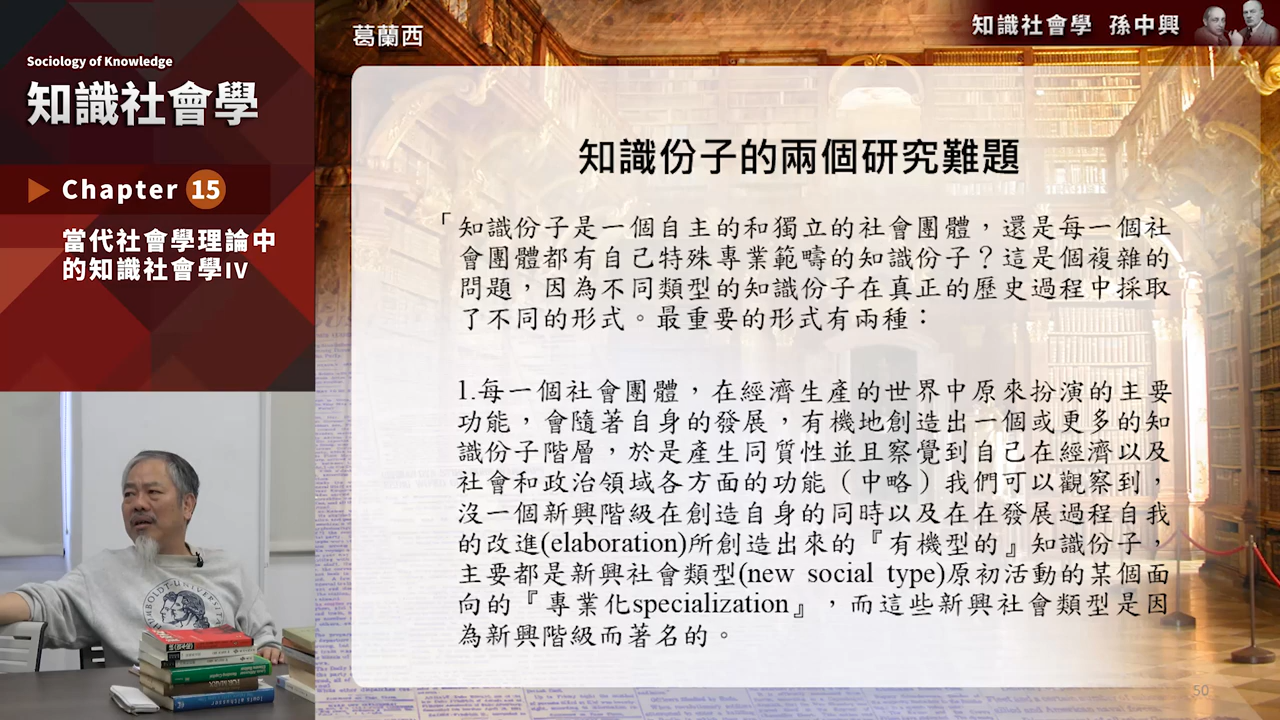 Sociology of Knowledge
知識社會學
Chapter 15
當代社會學理論中
的知識社會學IV
葛蘭西
知識社會學 孫中興
知識份子的兩個研究難題
「知識份子是一個自主的和獨立的社會團體，還是每一個社
會團體都有自己特殊專業範疇的知識份子？這是個複雜的
問題，因為不同類型的知識份子在真正的歷史過程中採取
了不同的形式。最重要的形式有兩種：
1.每一個社會團體，在經濟生產的世界中原來扮演的主要
功能，會隨著自身的發展，有機地創造出一個或更多的知
識份子階層，於是產生同質性並且察覺到自己在經濟以及
社會和政治領域各方面的功能（中略）我們可以觀察到，
沒一個新興階級在創造自身的同時以及在在發展過程自我
的改進(elaboration)所創造出來的『有機型的』知識份子，
主要都是新興社會類型(new social type)原初活動的某個面
向的『專業化specialization』，而這些新興社會類型是因
為新興階級而著名的。
50